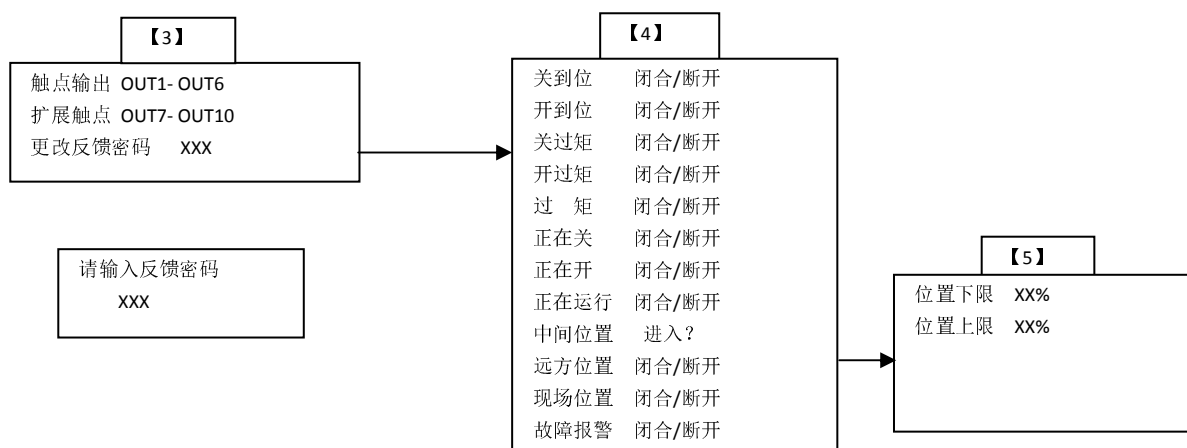 【3】
触点输出 OUT1- OUT6
扩展触点 OUT7- OUT10
更改反馈密码 XXX
请输入反馈密码
XXX
【4】
关到位 闭合/断开
开到位 闭合/断开
关过矩 闭合/断开
开过矩 闭合/断开
过 矩 闭合/断开
正在关 闭合/断开
正在开 闭合/断开
正在运行 闭合/断开
中间位置 进入？
远方位置 闭合/断开
现场位置 闭合/断开
故障报警 闭合/断开
【5】
位置下限 XX%
位置上限 XX%